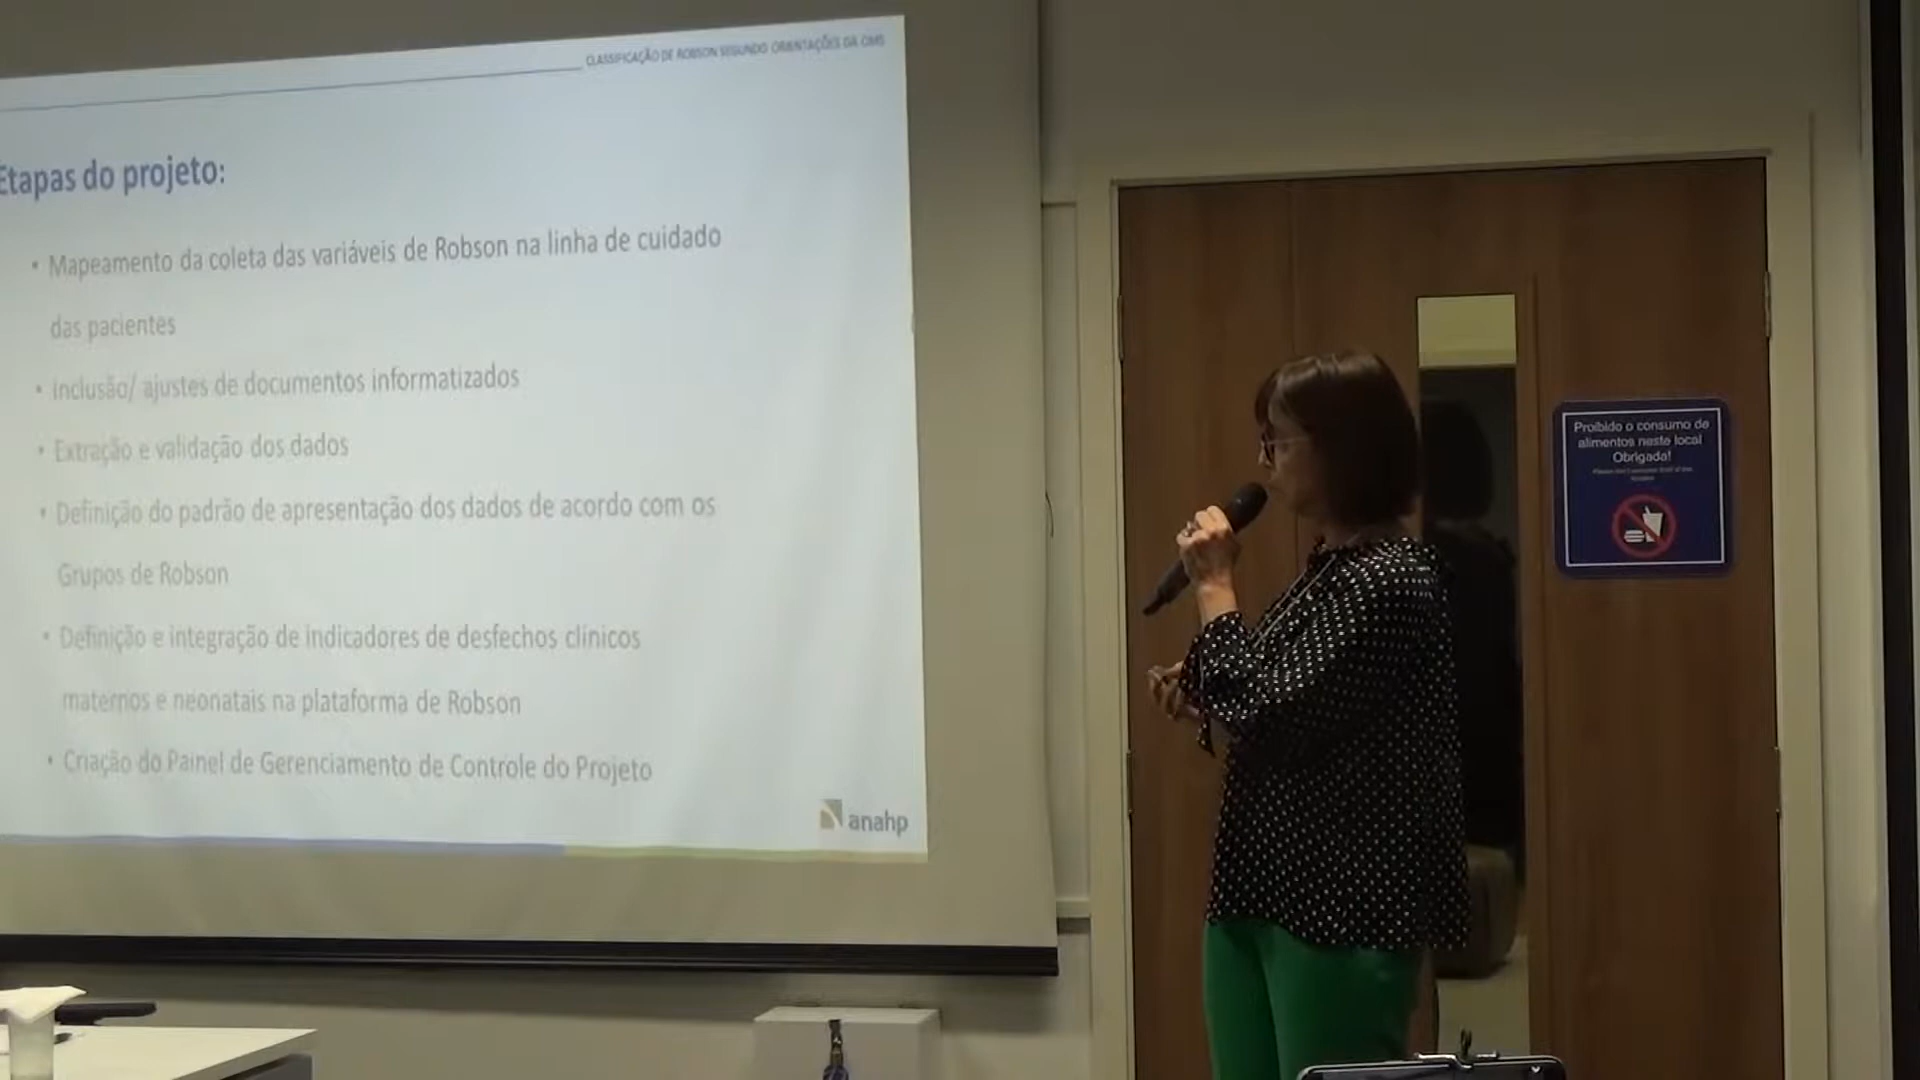 CLASSIFICAÇÃO DE ROBSON SEGUNDO ORIENTAÇÕES DA OMS
Etapas do projeto:
• Mapeamento da coleta das variáveis de Robson na linha de cuidado
das pacientes
• Inclusão/ ajustes de documentos informatizados
• Extração e validação dos dados
• Definição do padrão de apresentação dos dados de acordo com os
Grupos de Robson
• Definição e integração de indicadores de desfechos clínicos
maternos e neonatais na plataforma de Robson
• Criação do Painel de Gerenciamento de Controle do Projeto
anahp
Proibido o consumo de
alimentos neste local
Obrigada!